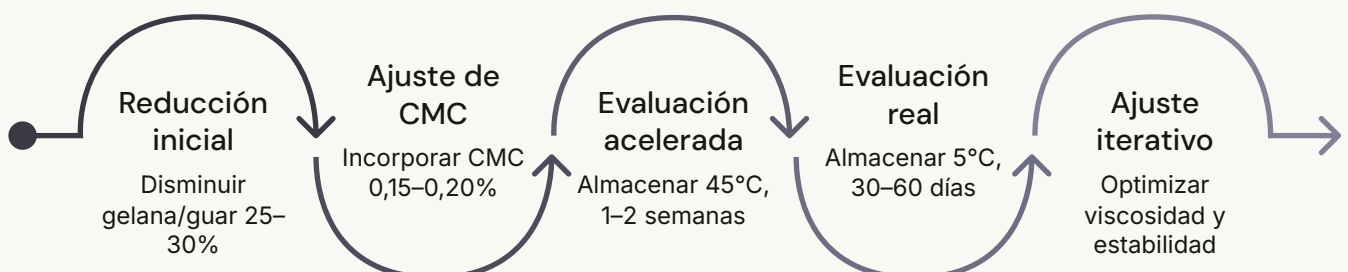 Reducción
inicial
Disminuir
gelana/guar 25–
30%
Ajuste de
CMC
Incorporar CMC
0,15–0,20%
Evaluación
acelerada
Almacenar 45°C,
1–2 semanas
Evaluación
real
Almacenar 5°C,
30–60 días
Ajuste
iterativo
Optimizar
viscosidad y
estabilidad